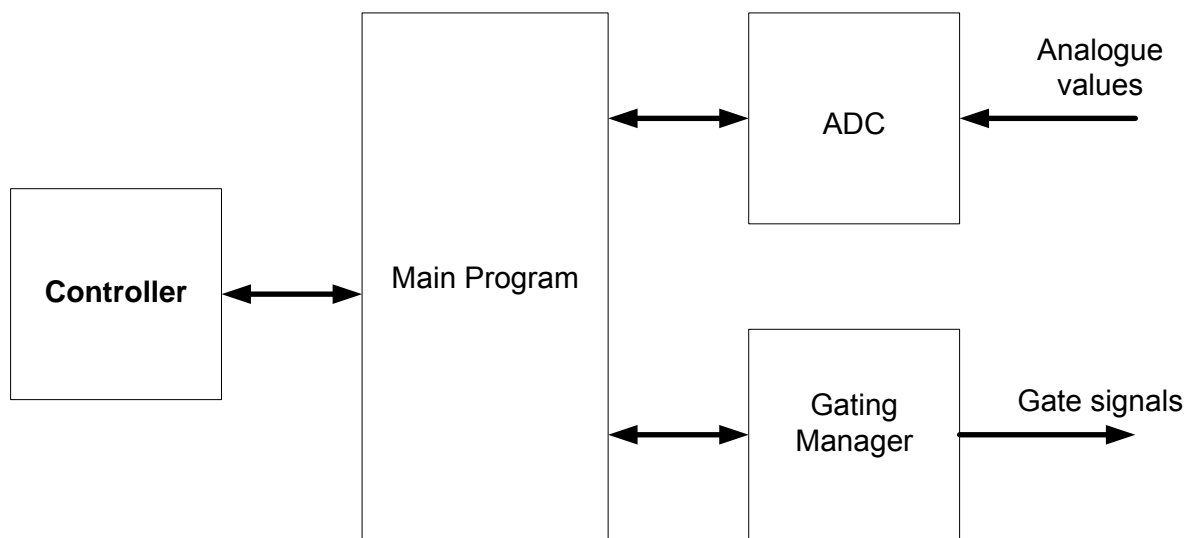 Controller
Main Program
ADC
Analogue
values
Gating
Manager
Gate signals